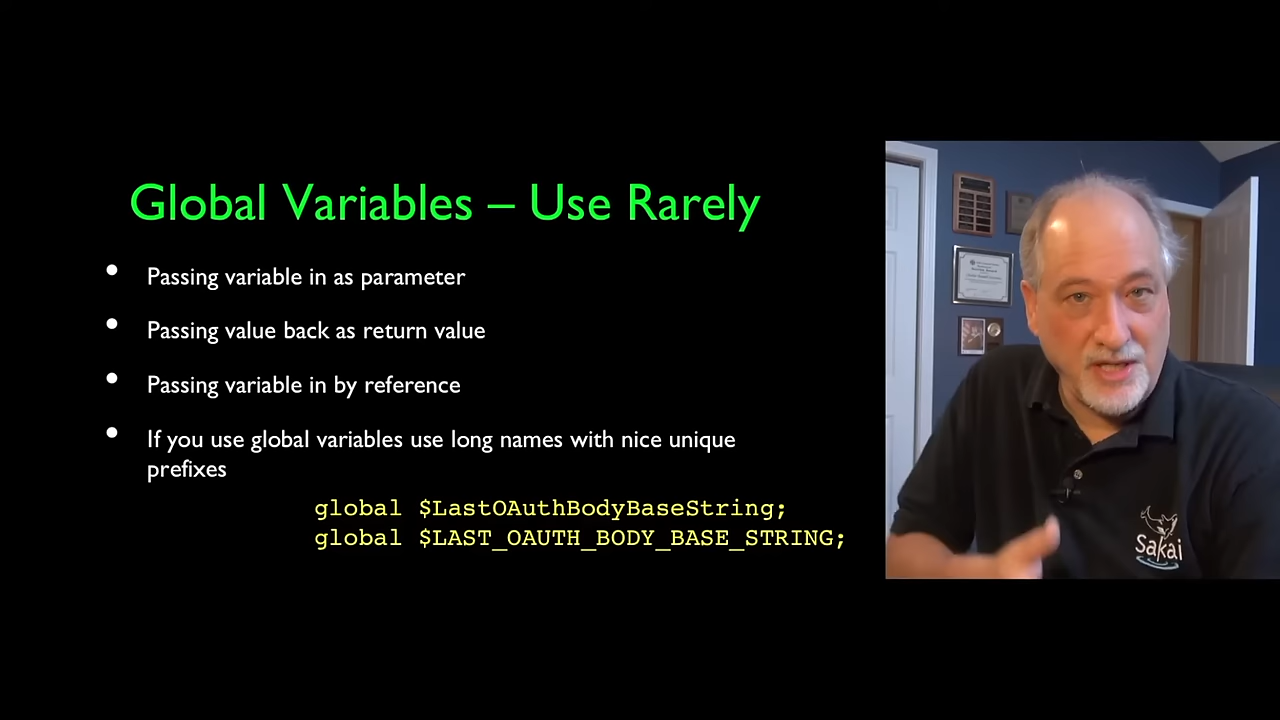 Global Variables – Use Rarely
• Passing variable in as parameter
• Passing value back as return value
• Passing variable in by reference
• If you use global variables use long names with nice unique
prefixes
global $LastOAuthBodyBaseString;
global $LAST_OAUTH_BODY_BASE_STRING;
Sakai